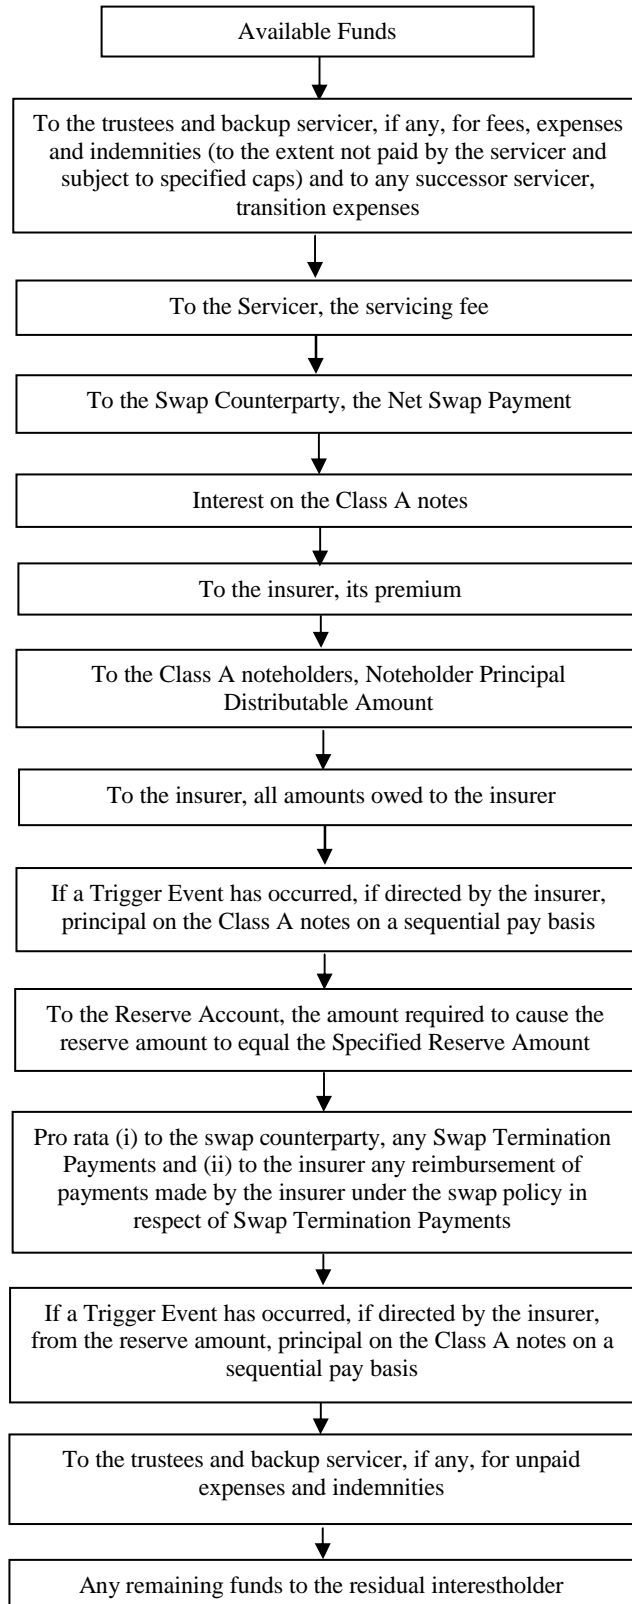 Available Funds
To the trustees and backup servicer, if any, for fees, expenses
and indemnities (to the extent not paid by the servicer and
subject to specified caps) and to any successor servicer,
transition expenses
To the Servicer, the servicing fee
To the Swap Counterparty, the Net Swap Payment
Interest on the Class A notes
To the insurer, its premium
To the Class A noteholders, Noteholder Principal
Distributable Amount
To the insurer, all amounts owed to the insurer
If a Trigger Event has occurred, if directed by the insurer,
principal on the Class A notes on a sequential pay basis
To the Reserve Account, the amount required to cause the
reserve amount to equal the Specified Reserve Amount
Pro rata (i) to the swap counterparty, any Swap Termination
Payments and (ii) to the insurer any reimbursement of
payments made by the insurer under the swap policy in
respect of Swap Termination Payments
If a Trigger Event has occurred, if directed by the insurer,
from the reserve amount, principal on the Class A notes on a
sequential pay basis
To the trustees and backup servicer, if any, for unpaid
expenses and indemnities
Any remaining funds to the residual interestholder